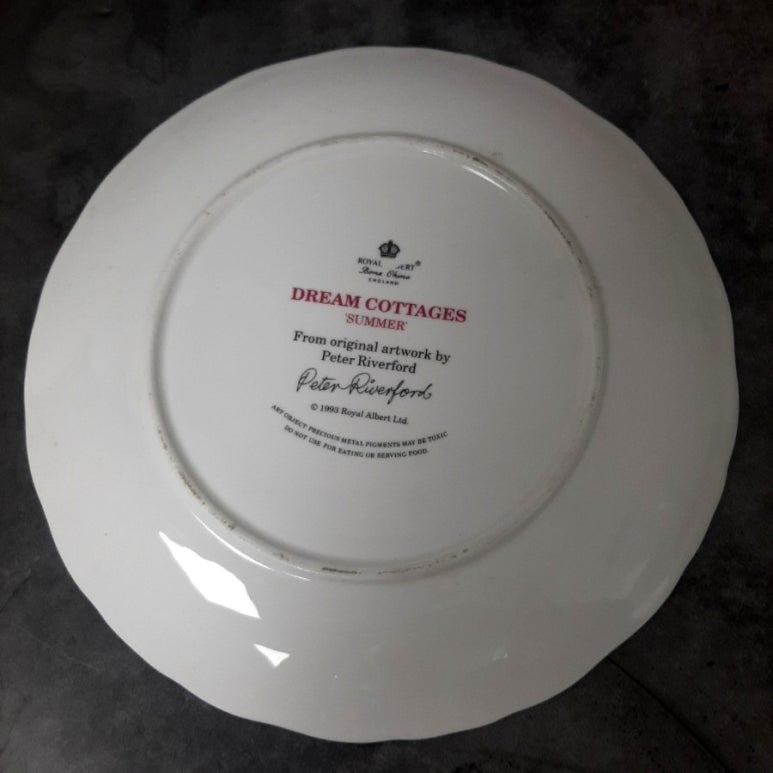 ROYAL
Bone China
ENGLAND
DREAM COTTAGES
'SUMMER'
From original artwork by
Peter Riverford
Peter Riverford
© 1993 Royal Albert Ltd.
ART OBJECT PRECIOUS METAL PIGMENTS MAY BE TOXIC
DO NOT USE FOR EATING OR SERVING FOOD.